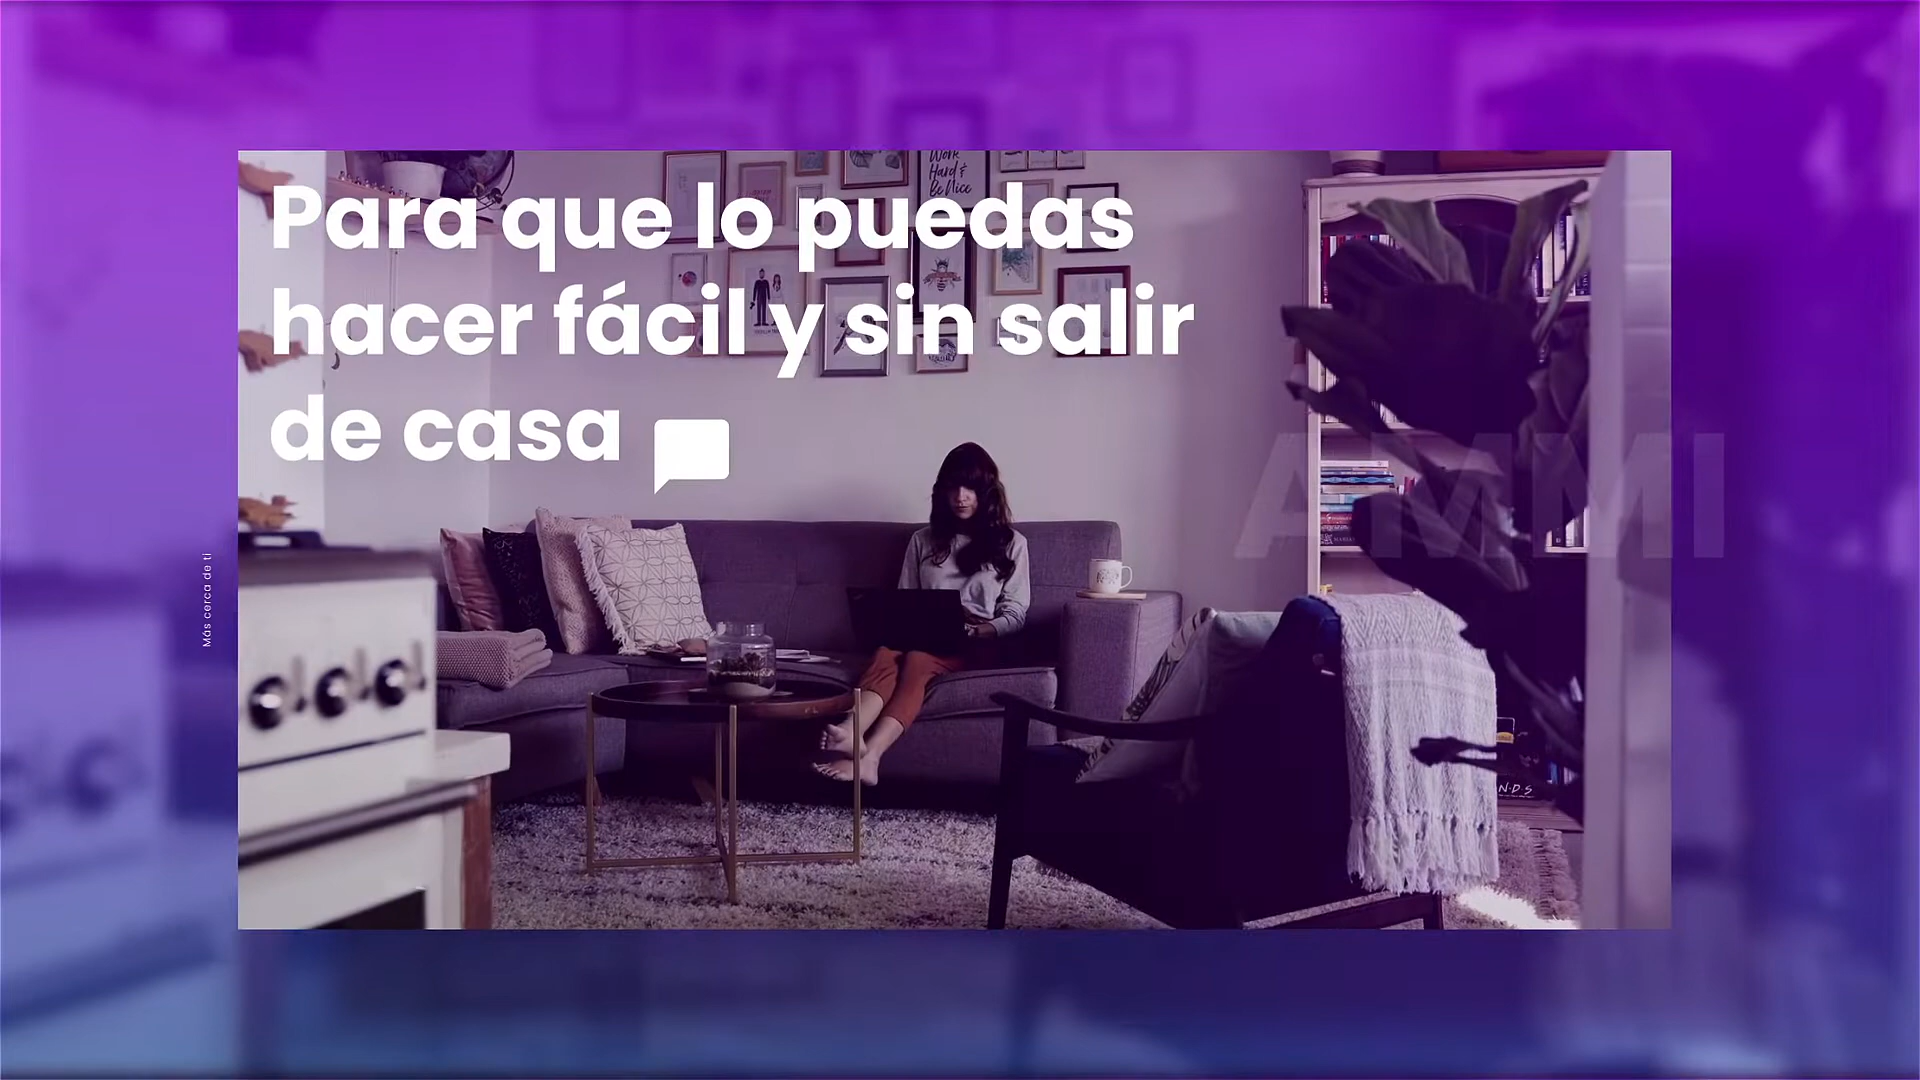 Para que lo puedas
hacer fácil y sin salir
de casa
Work
Hard &
Be Nice
AMMI
Más cerca de ti
N·D·S